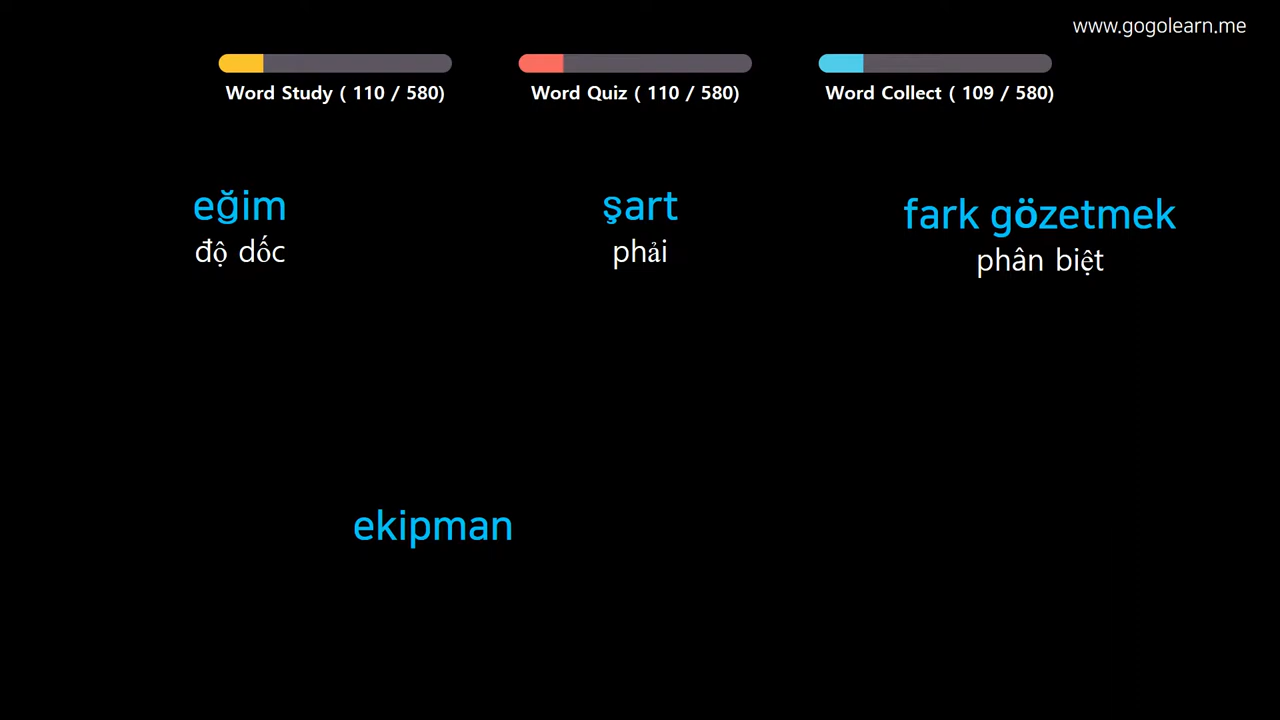 www.gogolearn.me
Word Study ( 110 / 580)
Word Quiz ( 110 / 580)
Word Collect ( 109 / 580)
eğim
độ dốc
şart
phải
fark gözetmek
phân biệt
ekipman